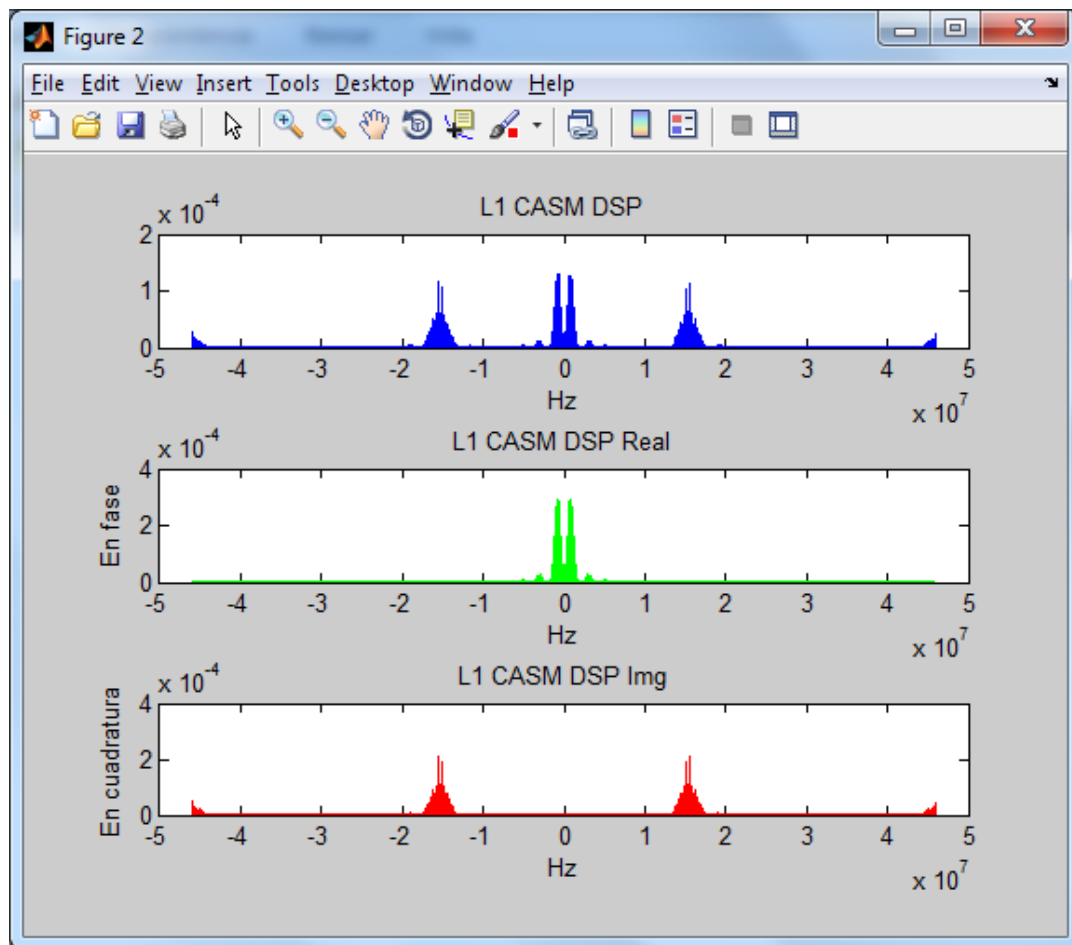 Figure 2
File Edit View Insert Tools Desktop Window Help
L1 CASM DSP
x 10^-4
2
1
0
-5 -4 -3 -2 -1 0 1 2 3 4 5
Hz
x 10^7
L1 CASM DSP Real
x 10^-4
4
2
0
En fase
-5 -4 -3 -2 -1 0 1 2 3 4 5
Hz
x 10^7
L1 CASM DSP Img
x 10^-4
4
2
0
En cuadratura
-5 -4 -3 -2 -1 0 1 2 3 4 5
Hz
x 10^7